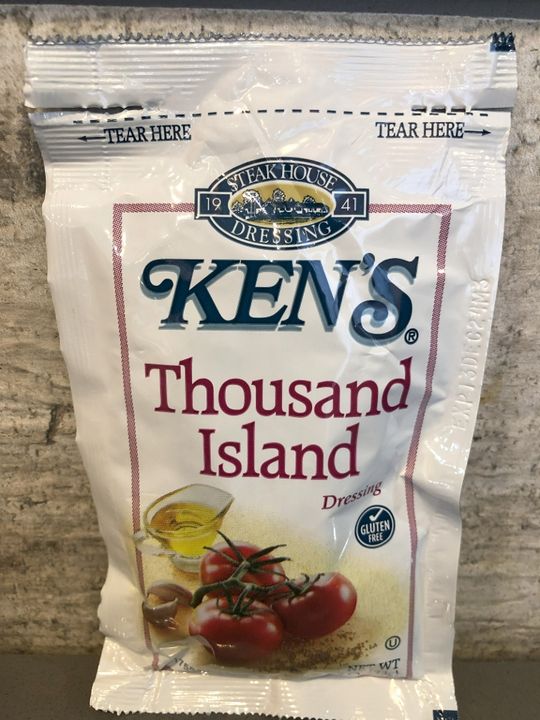 TEAR HERE TEAR HERE
STEAK HOUSE
19 41
DRESSING
KEN'S®
Thousand
Island
Dressing
GLUTEN
FREE
U
NET WT